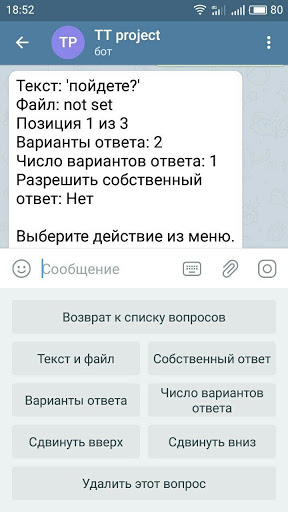 18:52
80
TP
TT project
бот
Текст: 'пойдете?'
Файл: not set
Позиция 1 из 3
Варианты ответа: 2
Число вариантов ответа: 1
Разрешить собственный
ответ: Нет
Выберите действие из меню.
Сообщение
Возврат к списку вопросов
Текст и файл
Собственный ответ
Варианты ответа
Число вариантов
ответа
Сдвинуть вверх
Сдвинуть вниз
Удалить этот вопрос